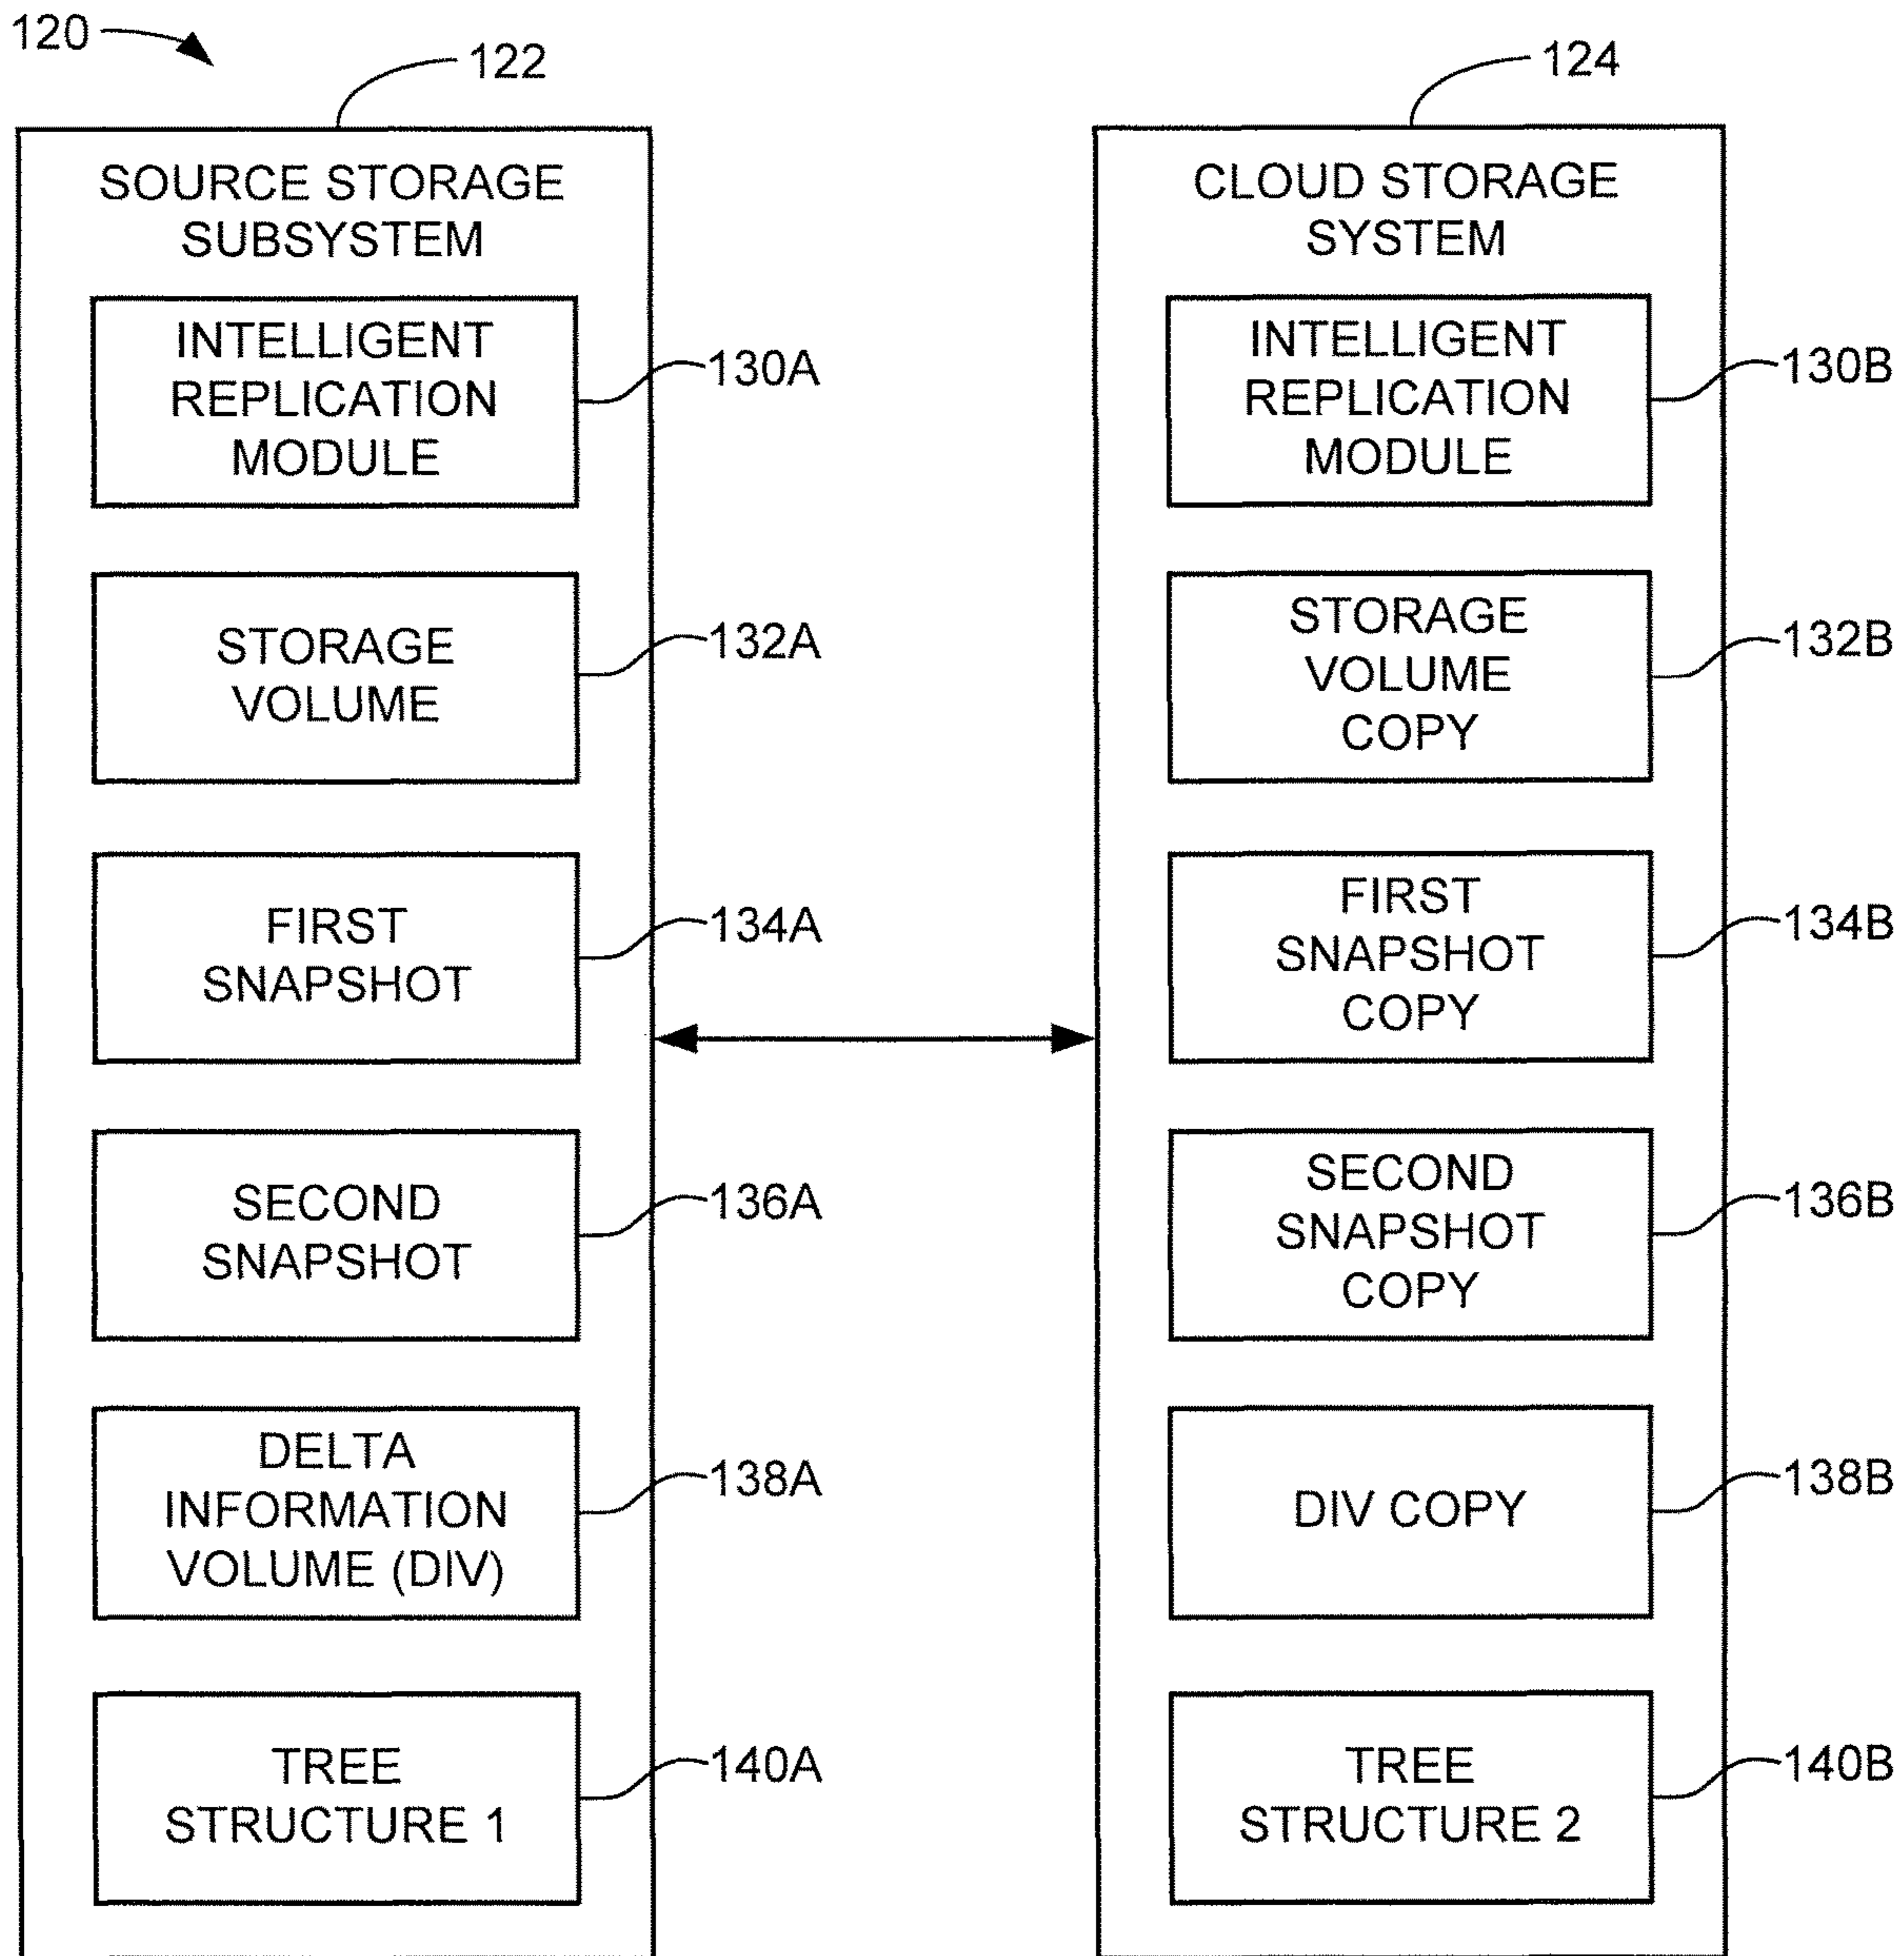 120
122
SOURCE STORAGE
SUBSYSTEM
INTELLIGENT
REPLICATION
MODULE
130A
STORAGE
VOLUME
132A
FIRST
SNAPSHOT
134A
SECOND
SNAPSHOT
136A
DELTA
INFORMATION
VOLUME (DIV)
138A
TREE
STRUCTURE 1
140A
124
CLOUD STORAGE
SYSTEM
INTELLIGENT
REPLICATION
MODULE
130B
STORAGE
VOLUME
COPY
132B
FIRST
SNAPSHOT
COPY
134B
SECOND
SNAPSHOT
COPY
136B
DIV COPY
138B
TREE
STRUCTURE 2
140B